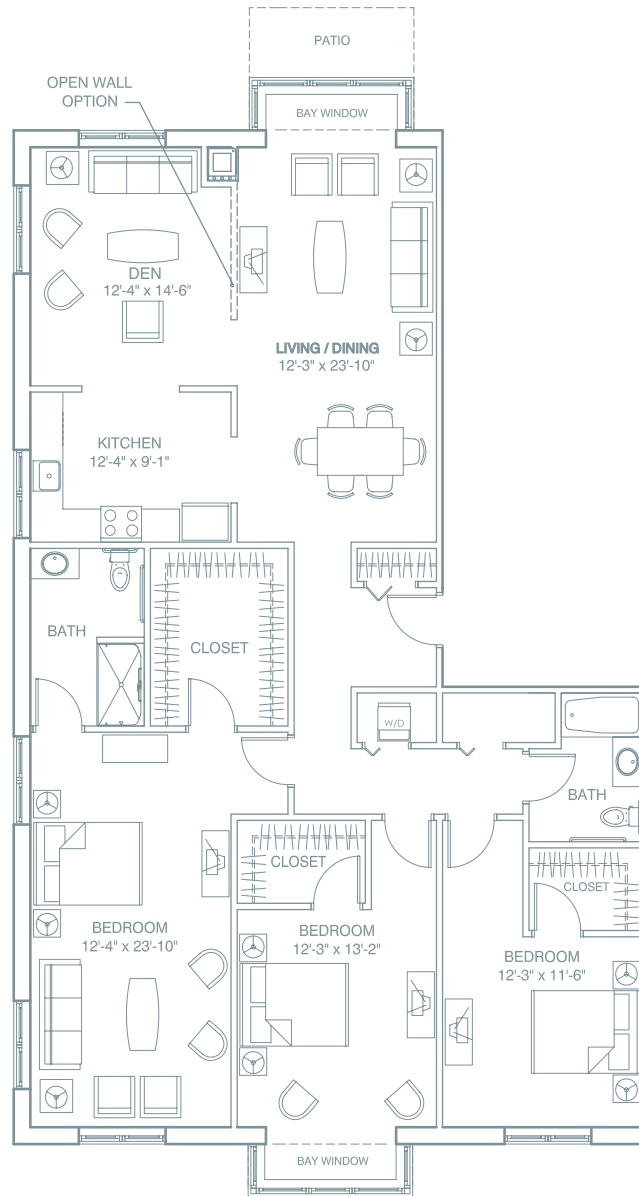 PATIO
OPEN WALL
OPTION
BAY WINDOW
DEN
12'-4" x 14'-6"
LIVING / DINING
12'-3" x 23'-10"
KITCHEN
12'-4" x 9'-1"
BATH
CLOSET
W/D
BATH
CLOSET
CLOSET
BEDROOM
12'-4" x 23'-10"
BEDROOM
12'-3" x 13'-2"
BEDROOM
12'-3" x 11'-6"
BAY WINDOW